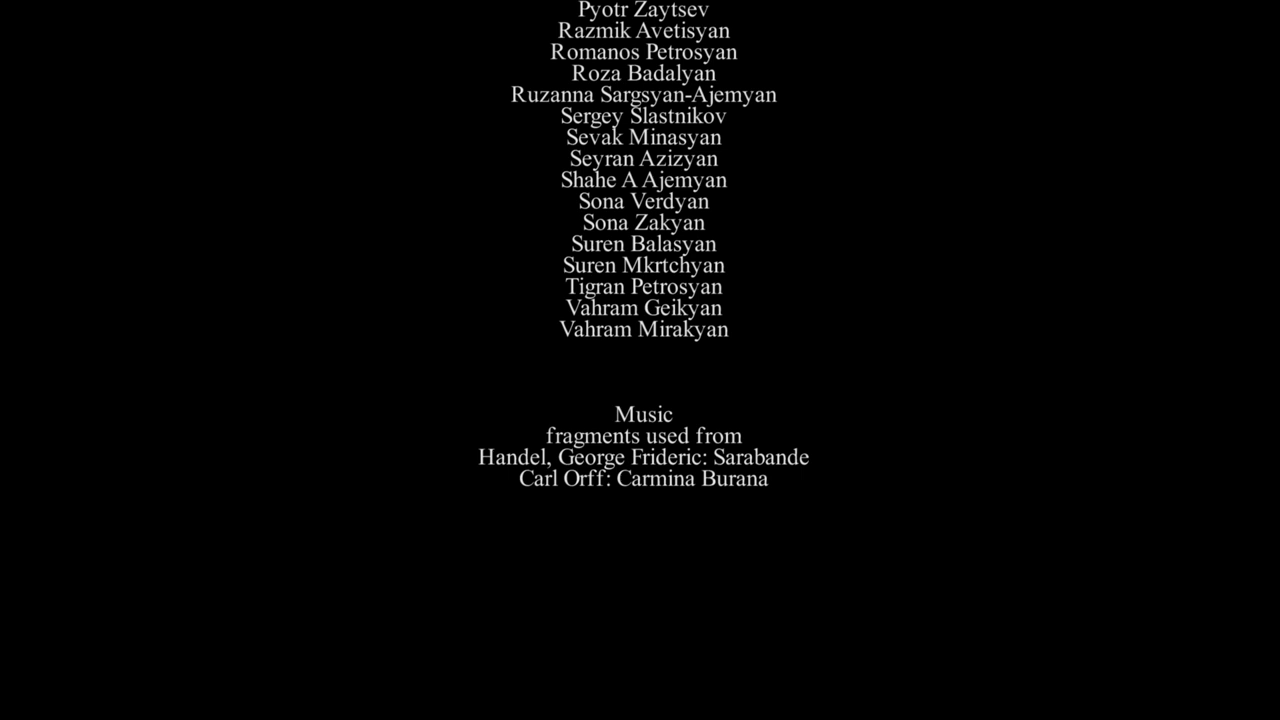 Pyotr Zaytsev
Razmik Avetisyan
Romanos Petrosyan
Roza Badalyan
Ruzanna Sargsyan-Ajemyan
Sergey Slastnikov
Sevak Minasyan
Seyran Azizyan
Shahe A Ajemyan
Sona Verdyan
Sona Zakyan
Suren Balasyan
Suren Mkrtchyan
Tigran Petrosyan
Vahram Geikyan
Vahram Mirakyan
Music
fragments used from
Handel, George Frideric: Sarabande
Carl Orff: Carmina Burana